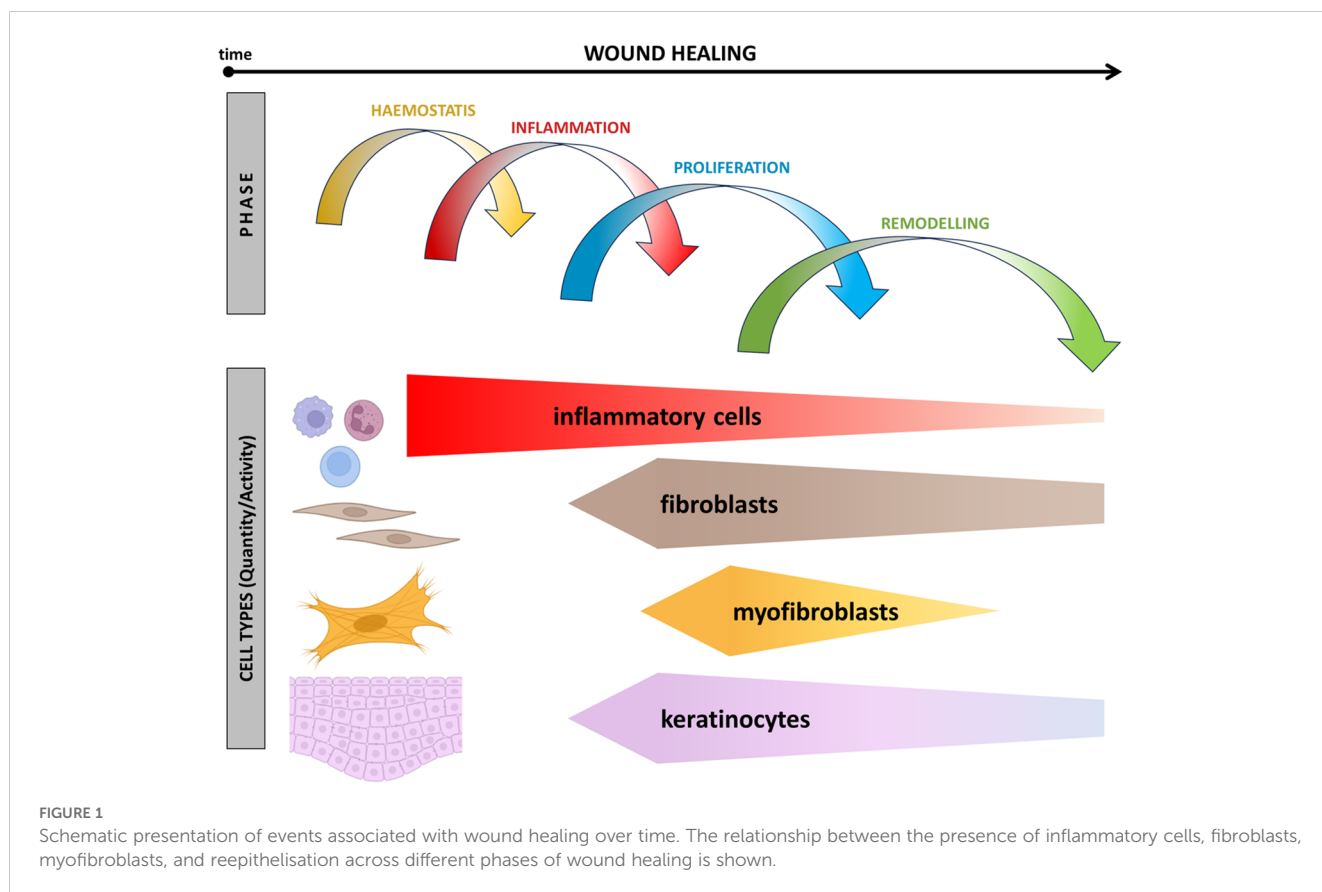 time
WOUND HEALING
PHASE
HAEMOSTATIS
INFLAMMATION
PROLIFERATION
REMODELLING
CELL TYPES (Quantity/Activity)
inflammatory cells
fibroblasts
myofibroblasts
keratinocytes
FIGURE 1
Schematic presentation of events associated with wound healing over time. The relationship between the presence of inflammatory cells, fibroblasts,
myofibroblasts, and reepithelisation across different phases of wound healing is shown.